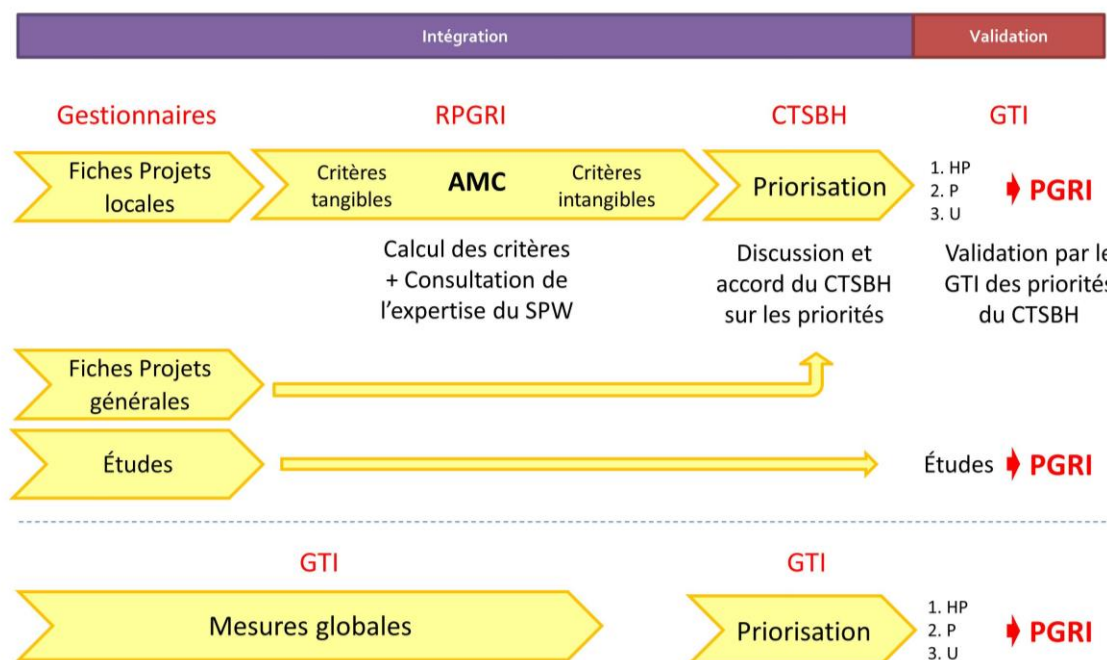 Intégration
Validation
Gestionnaires
RPGRI
CTSBH
GTI
Fiches Projets
locales
Critères
tangibles
AMC
Critères
intangibles
Priorisation
1. HP
2. P
3. U
PGRI
Calcul des critères
+ Consultation de
l'expertise du SPW
Discussion et
accord du CTSBH
sur les priorités
Validation par le
GTI des priorités
du CTSBH
Fiches Projets
générales
Études
Études
PGRI
GTI
GTI
Mesures globales
Priorisation
1. HP
2. P
3. U
PGRI